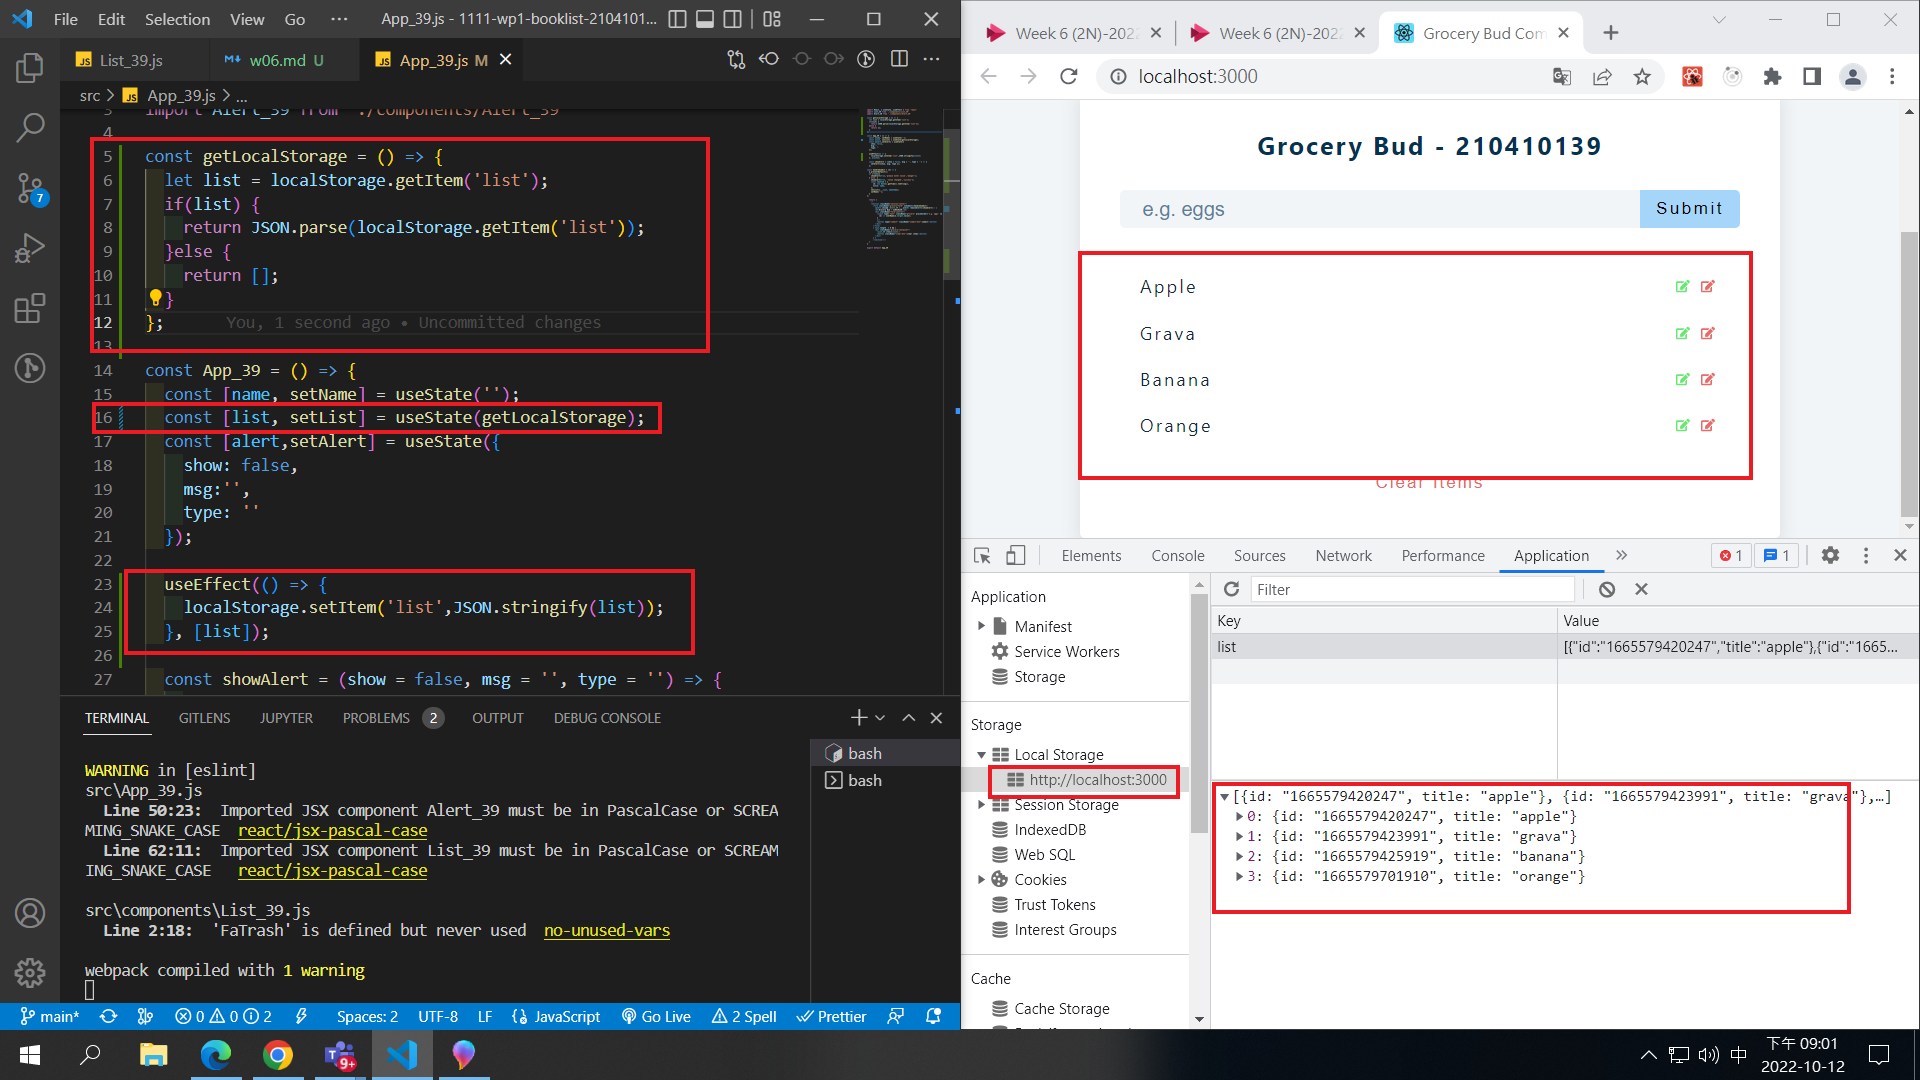 File Edit Selection View Go ··· App_39.js - 1111-wp1-booklist-2104101...
List_39.js
w06.md U
App_39.js M
src > App_39.js > ...
3 import Alert_39 from './components/Alert_39'
4
5 const getLocalStorage = () => {
6 let list = localStorage.getItem('list');
7 if(list) {
8 return JSON.parse(localStorage.getItem('list'));
9 }else {
10 return [];
11 }
12 }; You, 1 second ago • Uncommitted changes
13
14 const App_39 = () => {
15 const [name, setName] = useState('');
16 const [list, setList] = useState(getLocalStorage);
17 const [alert,setAlert] = useState({
18 show: false,
19 msg:'',
20 type: ''
21 });
22
23 useEffect(() => {
24 localStorage.setItem('list',JSON.stringify(list));
25 }, [list]);
26
27 const showAlert = (show = false, msg = '', type = '') => {
TERMINAL GITLENS JUPYTER PROBLEMS 2 OUTPUT DEBUG CONSOLE
WARNING in [eslint]
src\App_39.js
Line 50:23: Imported JSX component Alert_39 must be in PascalCase or SCREA
MING_SNAKE_CASE react/jsx-pascal-case
Line 62:11: Imported JSX component List_39 must be in PascalCase or SCREAM
ING_SNAKE_CASE react/jsx-pascal-case
src\components\List_39.js
Line 2:18: 'FaTrash' is defined but never used no-unused-vars
webpack compiled with 1 warning
bash
bash
7
main* 0 0 2 Spaces: 2 UTF-8 LF {} JavaScript Go Live 2 Spell Prettier
Week 6 (2N)-2022
Week 6 (2N)-2022
Grocery Bud Com
localhost:3000
Grocery Bud - 210410139
e.g. eggs
Submit
Apple
Grava
Banana
Orange
Clear Items
Elements Console Sources Network Performance Application » 1 1
Application
Manifest
Service Workers
Storage
Storage
Local Storage
http://localhost:3000
Session Storage
IndexedDB
Web SQL
Cookies
Trust Tokens
Interest Groups
Cache
Cache Storage
Filter
Key Value
list [{"id":"1665579420247","title":"apple"},{"id":"1665...
[{id: "1665579420247", title: "apple"}, {id: "1665579423991", title: "grava"},…]
0: {id: "1665579420247", title: "apple"}
1: {id: "1665579423991", title: "grava"}
2: {id: "1665579425919", title: "banana"}
3: {id: "1665579701910", title: "orange"}
9+
中
下午 09:01
2022-10-12